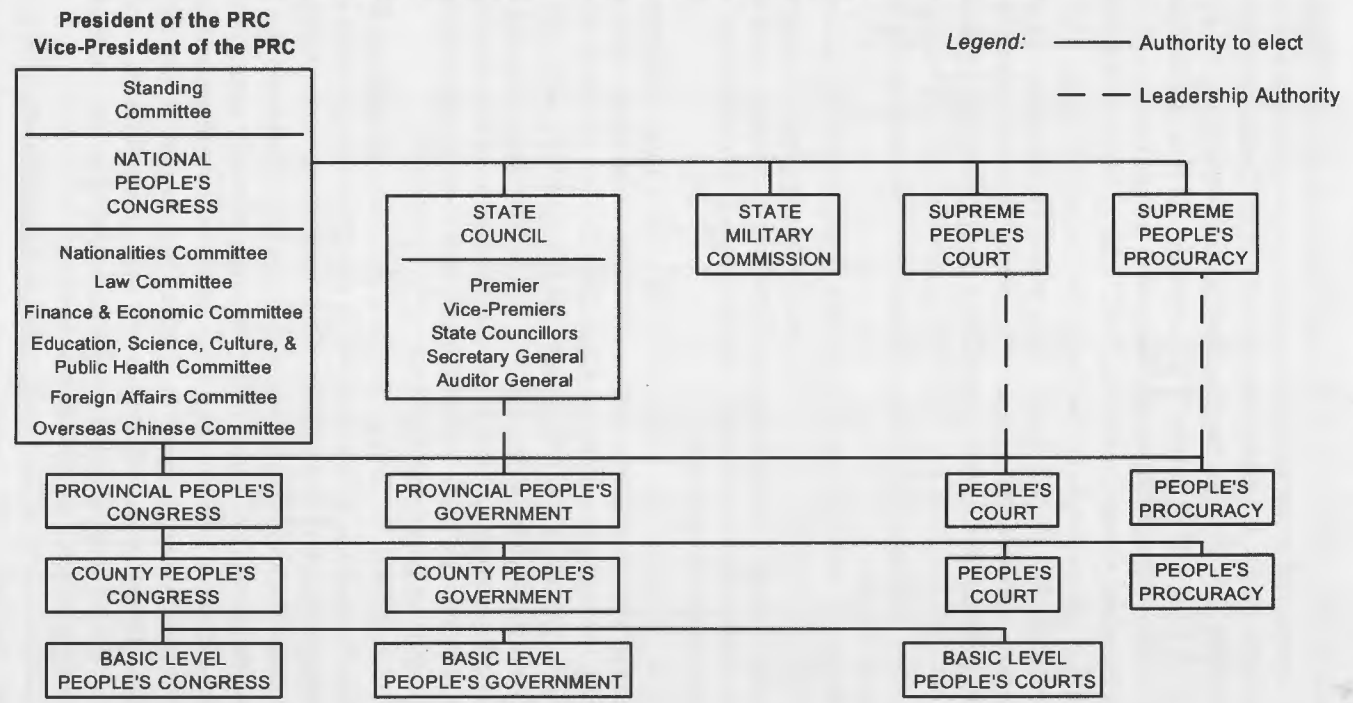 President of the PRC
Vice-President of the PRC
Legend:
Authority to elect
Leadership Authority
Standing
Committee
NATIONAL
PEOPLE'S
CONGRESS
Nationalities Committee
Law Committee
Finance & Economic Committee
Education, Science, Culture, &
Public Health Committee
Foreign Affairs Committee
Overseas Chinese Committee
STATE
COUNCIL
Premier
Vice-Premiers
State Councillors
Secretary General
Auditor General
STATE
MILITARY
COMMISSION
SUPREME
PEOPLE'S
COURT
SUPREME
PEOPLE'S
PROCURACY
PROVINCIAL PEOPLE'S
CONGRESS
PROVINCIAL PEOPLE'S
GOVERNMENT
PEOPLE'S
COURT
PEOPLE'S
PROCURACY
COUNTY PEOPLE'S
CONGRESS
COUNTY PEOPLE'S
GOVERNMENT
PEOPLE'S
COURT
PEOPLE'S
PROCURACY
BASIC LEVEL
PEOPLE'S CONGRESS
BASIC LEVEL
PEOPLE'S GOVERNMENT
BASIC LEVEL
PEOPLE'S COURTS